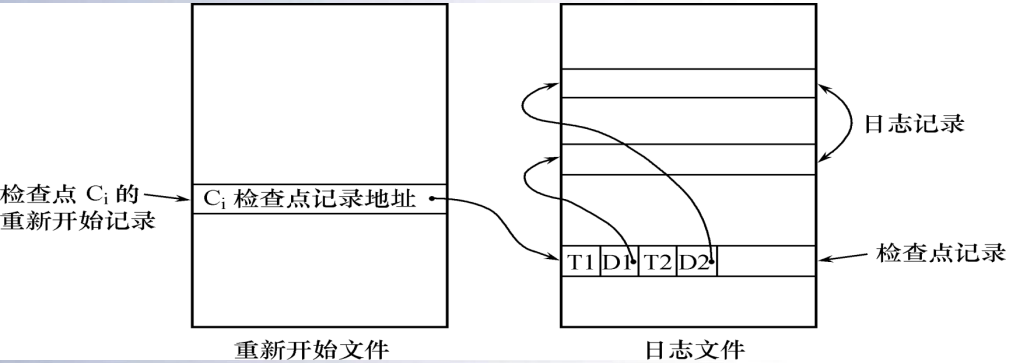 检查点 Ci 的
重新开始记录
Ci 检查点记录地址
重新开始文件
日志记录
T1 D1 T2 D2
检查点记录
日志文件